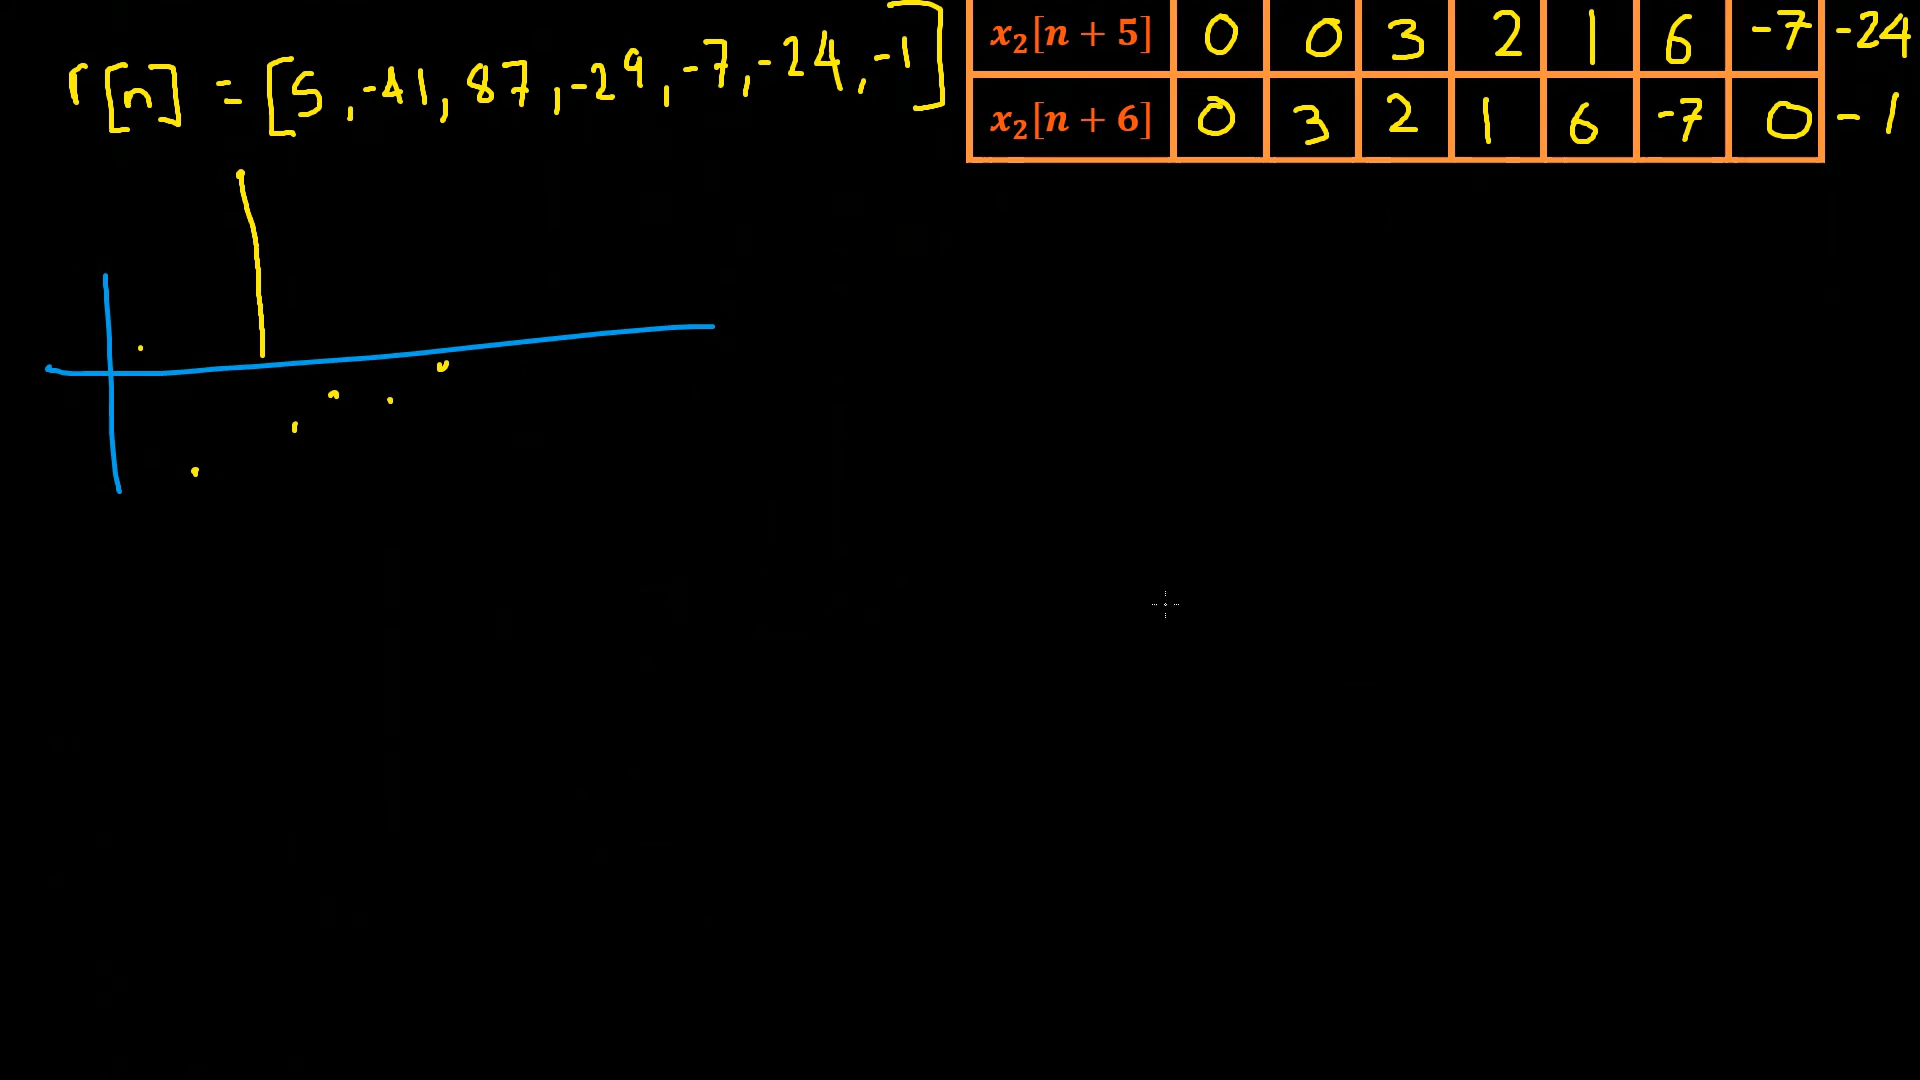 r[n] = [5, -41, 87, -29, -7, -24, -1]
x₂[n + 5] 0 0 3 2 1 6 -7 -24
x₂[n + 6] 0 3 2 1 6 -7 0 -1